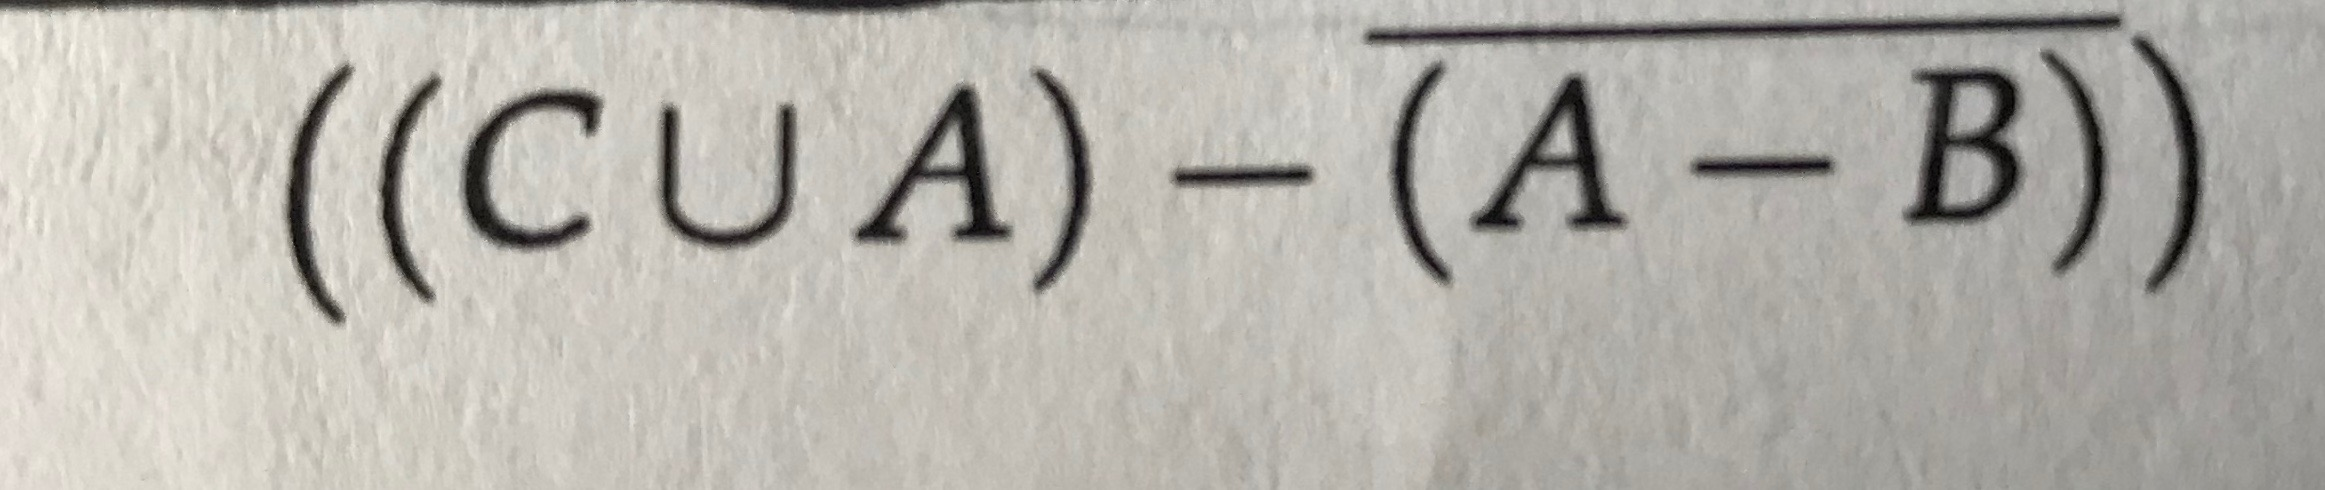 ((C ∪ A) − \overline{(A − B)})